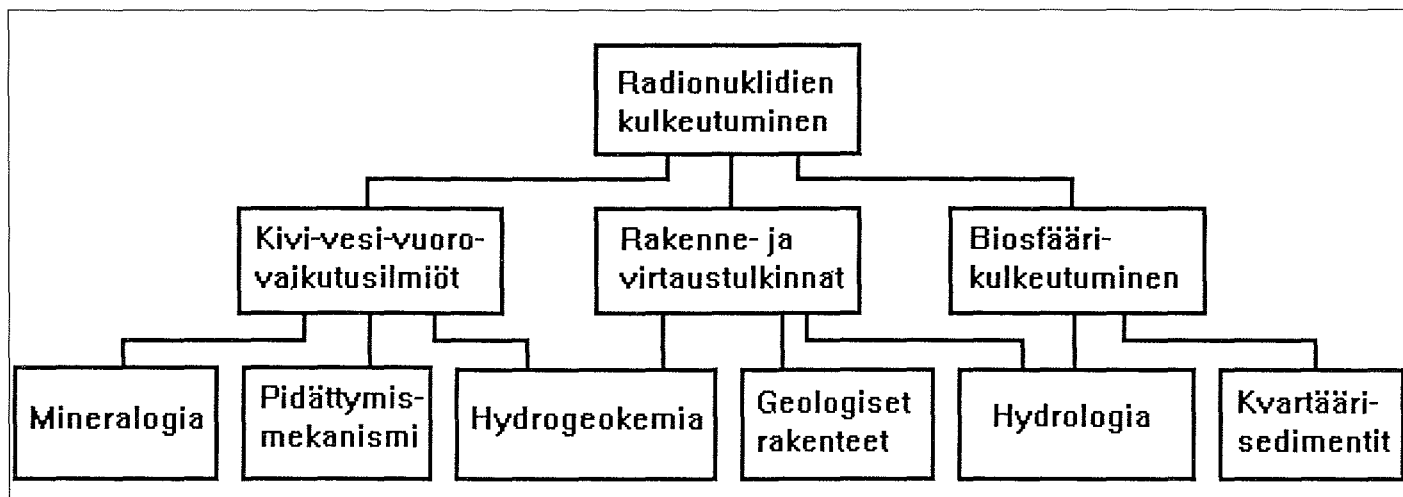 Radionuklidien
kulkeutuminen
Kivi-vesi-vuoro-
vaikutusilmiöt
Rakenne- ja
virtaustulkinnat
Biosfääri-
kulkeutuminen
Mineralogia
Pidättymis-
mekanismi
Hydrogeokemia
Geologiset
rakenteet
Hydrologia
Kvartääri-
sedimentit